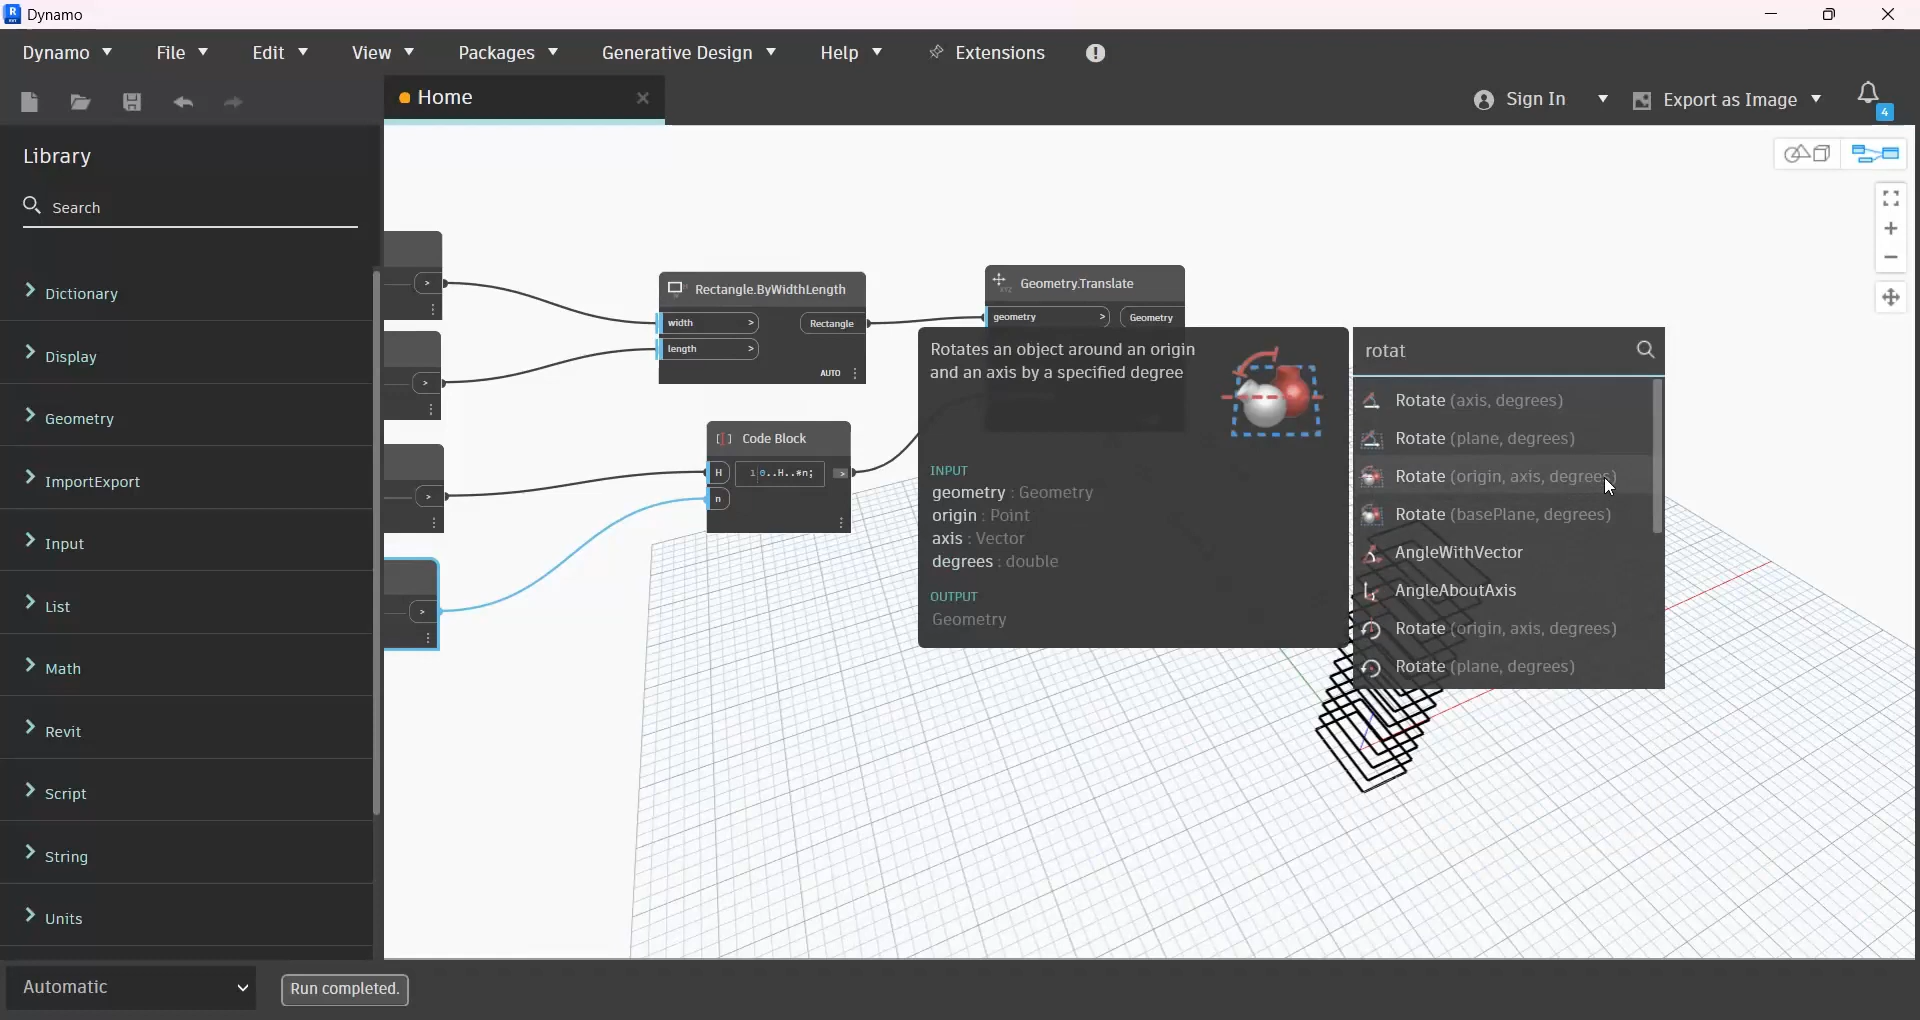 Dynamo
Dynamo File Edit View Packages Generative Design Help Extensions
Home
Sign In Export as Image
4
Library
Search
Dictionary
Display
Geometry
ImportExport
Input
List
Math
Revit
Script
String
Units
Rectangle.ByWidthLength
width > Rectangle
length >
AUTO
Code Block
H 1 0..H..#n; >
n
Geometry.Translate
geometry > Geometry
Rotates an object around an origin
and an axis by a specified degree
INPUT
geometry : Geometry
origin : Point
axis : Vector
degrees : double
OUTPUT
Geometry
rotat
Rotate (axis, degrees)
Rotate (plane, degrees)
Rotate (origin, axis, degrees)
Rotate (basePlane, degrees)
AngleWithVector
AngleAboutAxis
Rotate (origin, axis, degrees)
Rotate (plane, degrees)
Automatic
Run completed.